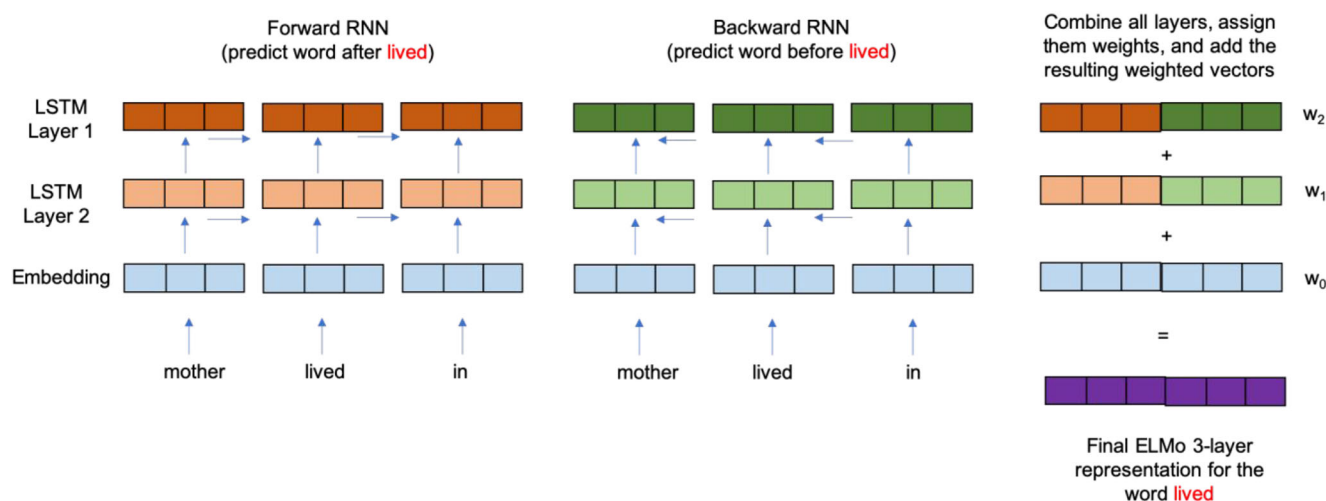 Forward RNN
(predict word after lived)
Backward RNN
(predict word before lived)
Combine all layers, assign
them weights, and add the
resulting weighted vectors
LSTM
Layer 1
w2
+
LSTM
Layer 2
w1
+
Embedding
w0
=
mother
lived
in
mother
lived
in
Final ELMo 3-layer
representation for the
word lived